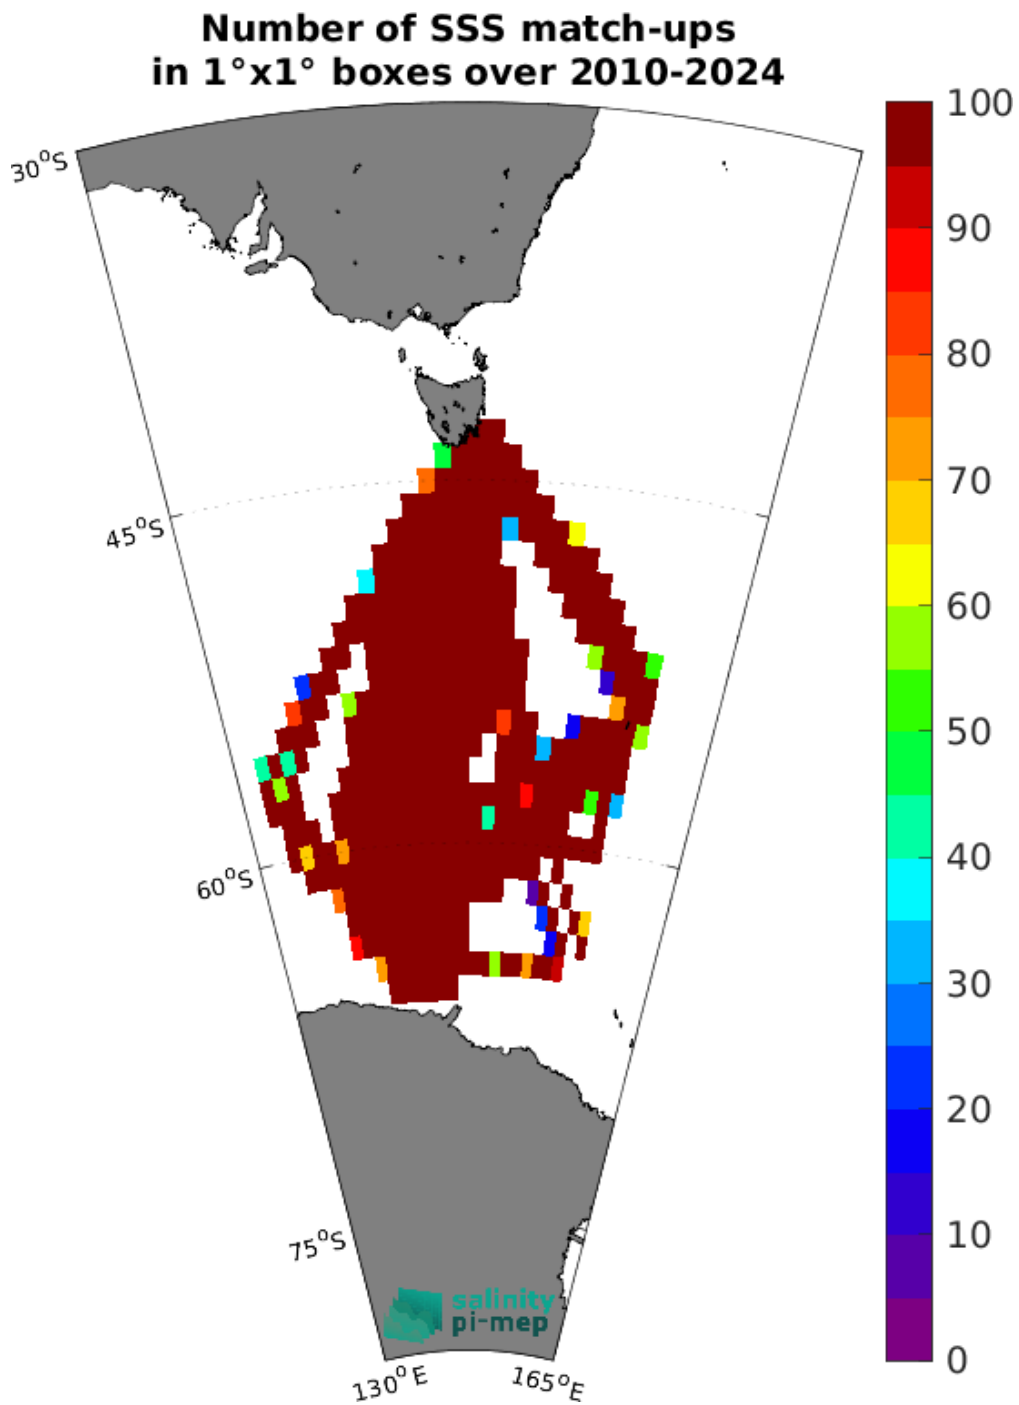 Number of SSS match-ups
in 1°x1° boxes over 2010-2024
30°S
45°S
60°S
75°S
130°E
165°E
100
90
80
70
60
50
40
30
20
10
0
salinity
pi-mep